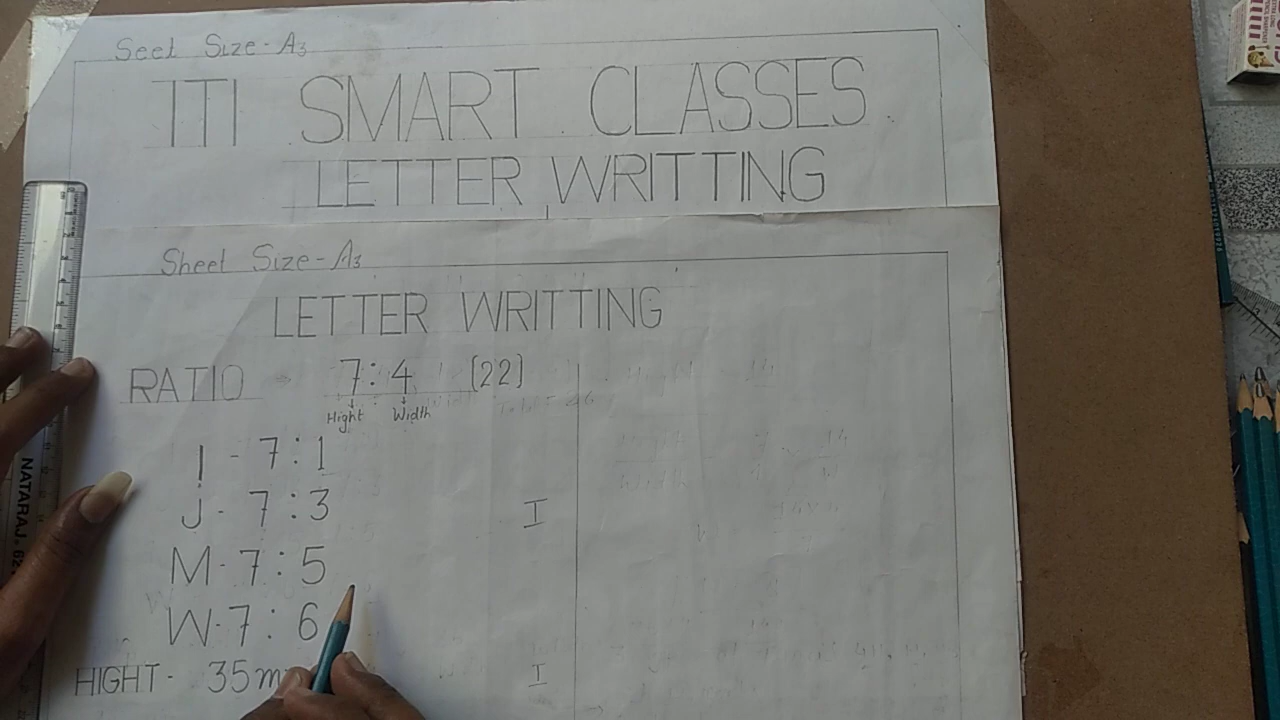 Seet Size - A3
ITI SMART CLASSES
LETTER WRITTING
Sheet Size - A3
LETTER WRITTING
RATIO - 7:4 (22)
Hight Width
I - 7:1
J - 7:3
I
M - 7:5
W - 7:6
HIGHT - 35m
I
NATARAJ